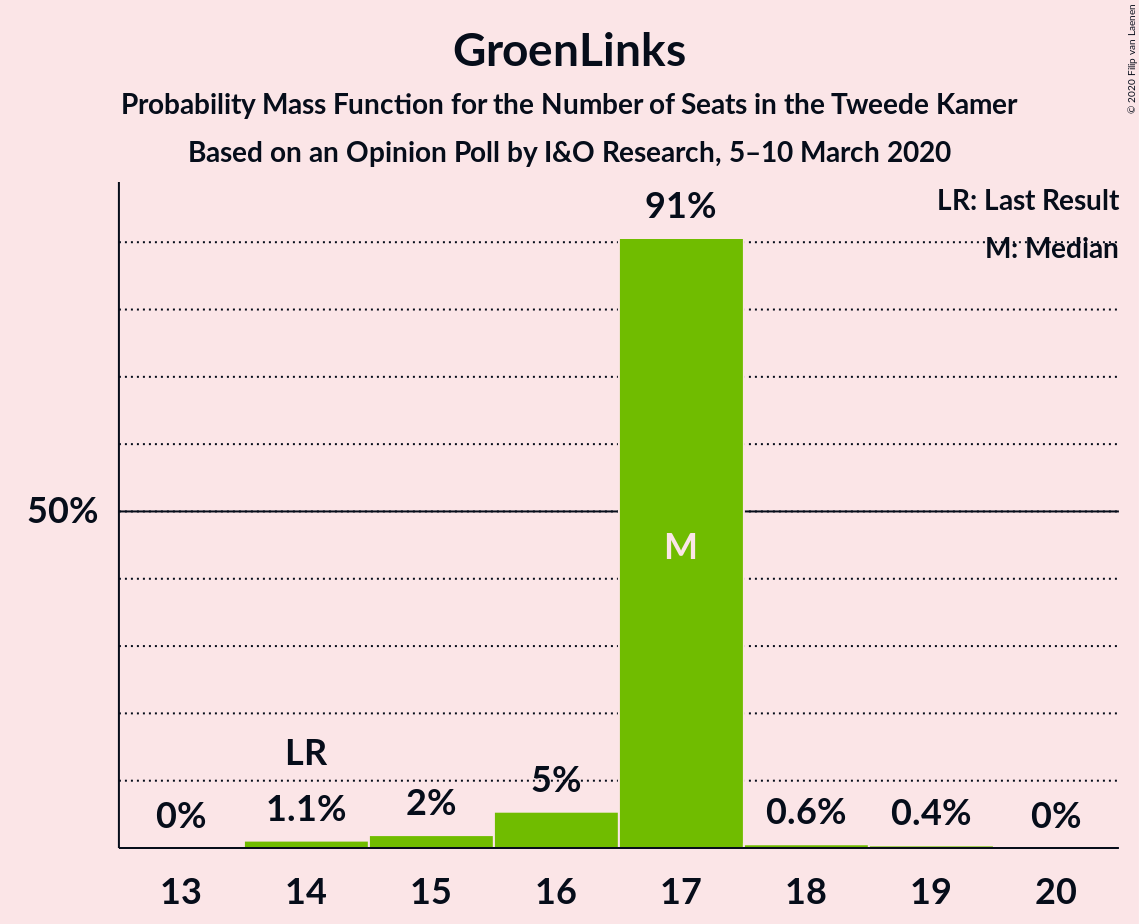 GroenLinks
Probability Mass Function for the Number of Seats in the Tweede Kamer
Based on an Opinion Poll by I&O Research, 5–10 March 2020
© 2020 Filip van Laenen
LR: Last Result
M: Median
91%
50%
M
LR
0%
1.1%
2%
5%
0.6%
0.4%
0%
13 14 15 16 17 18 19 20